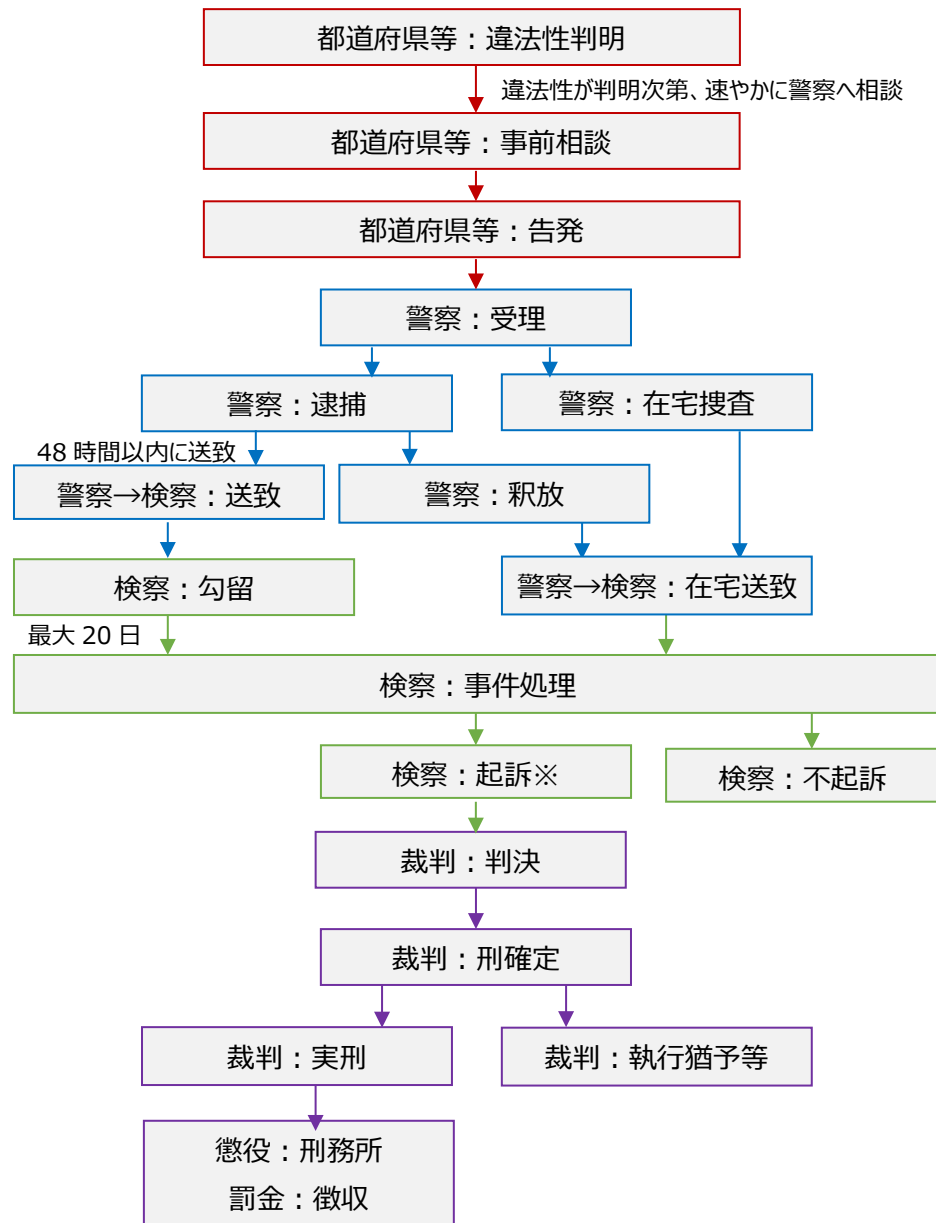 都道府県等：違法性判明
違法性が判明次第、速やかに警察へ相談
都道府県等：事前相談
都道府県等：告発
警察：受理
警察：逮捕
警察：在宅捜査
48 時間以内に送致
警察→検察：送致
警察：釈放
検察：勾留
警察→検察：在宅送致
最大 20 日
検察：事件処理
検察：起訴※
検察：不起訴
裁判：判決
裁判：刑確定
裁判：実刑
裁判：執行猶予等
懲役：刑務所
罰金：徴収